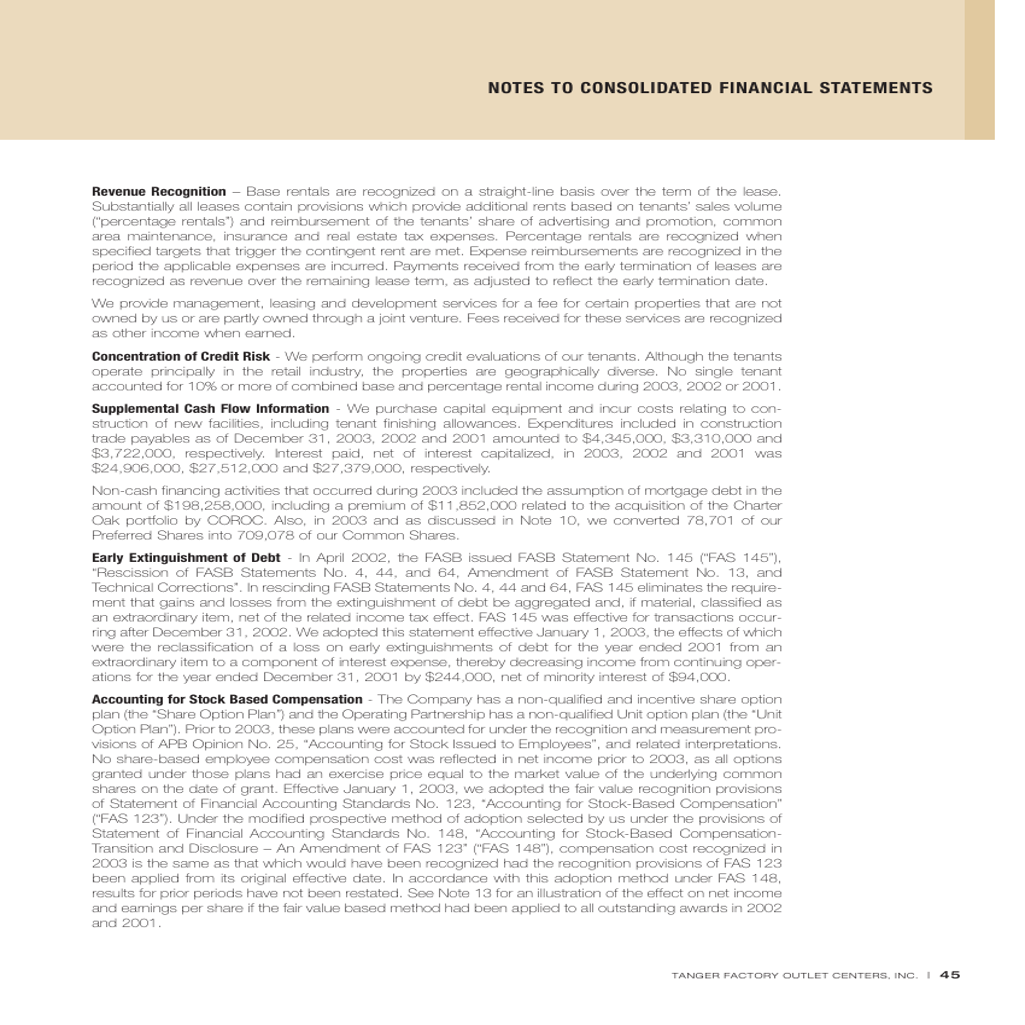 NOTES TO CONSOLIDATED FINANCIAL STATEMENTS
Revenue Recognition – Base rentals are recognized on a straight-line basis over the term of the lease.
Substantially all leases contain provisions which provide additional rents based on tenants’ sales volume
(“percentage rentals”) and reimbursement of the tenants’ share of advertising and promotion, common
area maintenance, insurance and real estate tax expenses. Percentage rentals are recognized when
specified targets that trigger the contingent rent are met. Expense reimbursements are recognized in the
period the applicable expenses are incurred. Payments received from the early termination of leases are
recognized as revenue over the remaining lease term, as adjusted to reflect the early termination date.
We provide management, leasing and development services for a fee for certain properties that are not
owned by us or are partly owned through a joint venture. Fees received for these services are recognized
as other income when earned.
Concentration of Credit Risk - We perform ongoing credit evaluations of our tenants. Although the tenants
operate principally in the retail industry, the properties are geographically diverse. No single tenant
accounted for 10% or more of combined base and percentage rental income during 2003, 2002 or 2001.
Supplemental Cash Flow Information - We purchase capital equipment and incur costs relating to con-
struction of new facilities, including tenant finishing allowances. Expenditures included in construction
trade payables as of December 31, 2003, 2002 and 2001 amounted to $4,345,000, $3,310,000 and
$3,722,000, respectively. Interest paid, net of interest capitalized, in 2003, 2002 and 2001 was
$24,906,000, $27,512,000 and $27,379,000, respectively.
Non-cash financing activities that occurred during 2003 included the assumption of mortgage debt in the
amount of $198,258,000, including a premium of $11,852,000 related to the acquisition of the Charter
Oak portfolio by COROC. Also, in 2003 and as discussed in Note 10, we converted 78,701 of our
Preferred Shares into 709,078 of our Common Shares.
Early Extinguishment of Debt - In April 2002, the FASB issued FASB Statement No. 145 (“FAS 145”),
“Rescission of FASB Statements No. 4, 44, and 64, Amendment of FASB Statement No. 13, and
Technical Corrections”. In rescinding FASB Statements No. 4, 44 and 64, FAS 145 eliminates the require-
ment that gains and losses from the extinguishment of debt be aggregated and, if material, classified as
an extraordinary item, net of the related income tax effect. FAS 145 was effective for transactions occur-
ring after December 31, 2002. We adopted this statement effective January 1, 2003, the effects of which
were the reclassification of a loss on early extinguishments of debt for the year ended 2001 from an
extraordinary item to a component of interest expense, thereby decreasing income from continuing oper-
ations for the year ended December 31, 2001 by $244,000, net of minority interest of $94,000.
Accounting for Stock Based Compensation - The Company has a non-qualified and incentive share option
plan (the “Share Option Plan”) and the Operating Partnership has a non-qualified Unit option plan (the “Unit
Option Plan”). Prior to 2003, these plans were accounted for under the recognition and measurement pro-
visions of APB Opinion No. 25, “Accounting for Stock Issued to Employees”, and related interpretations.
No share-based employee compensation cost was reflected in net income prior to 2003, as all options
granted under those plans had an exercise price equal to the market value of the underlying common
shares on the date of grant. Effective January 1, 2003, we adopted the fair value recognition provisions
of Statement of Financial Accounting Standards No. 123, “Accounting for Stock-Based Compensation”
(“FAS 123”). Under the modified prospective method of adoption selected by us under the provisions of
Statement of Financial Accounting Standards No. 148, “Accounting for Stock-Based Compensation-
Transition and Disclosure – An Amendment of FAS 123” (“FAS 148”), compensation cost recognized in
2003 is the same as that which would have been recognized had the recognition provisions of FAS 123
been applied from its original effective date. In accordance with this adoption method under FAS 148,
results for prior periods have not been restated. See Note 13 for an illustration of the effect on net income
and earnings per share if the fair value based method had been applied to all outstanding awards in 2002
and 2001.
TANGER FACTORY OUTLET CENTERS, INC. | 45